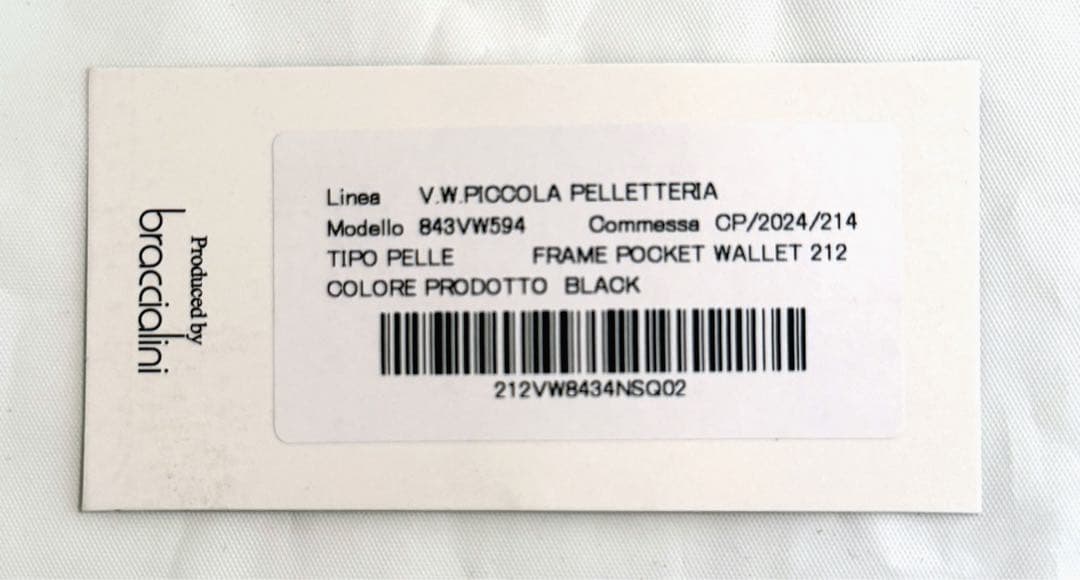 Produced by
braccialini
Linea V.W.PICCOLA PELLETTERIA
Modello 843VW594 Commessa CP/2024/214
TIPO PELLE FRAME POCKET WALLET 212
COLORE PRODOTTO BLACK
212VW8434NSQ02